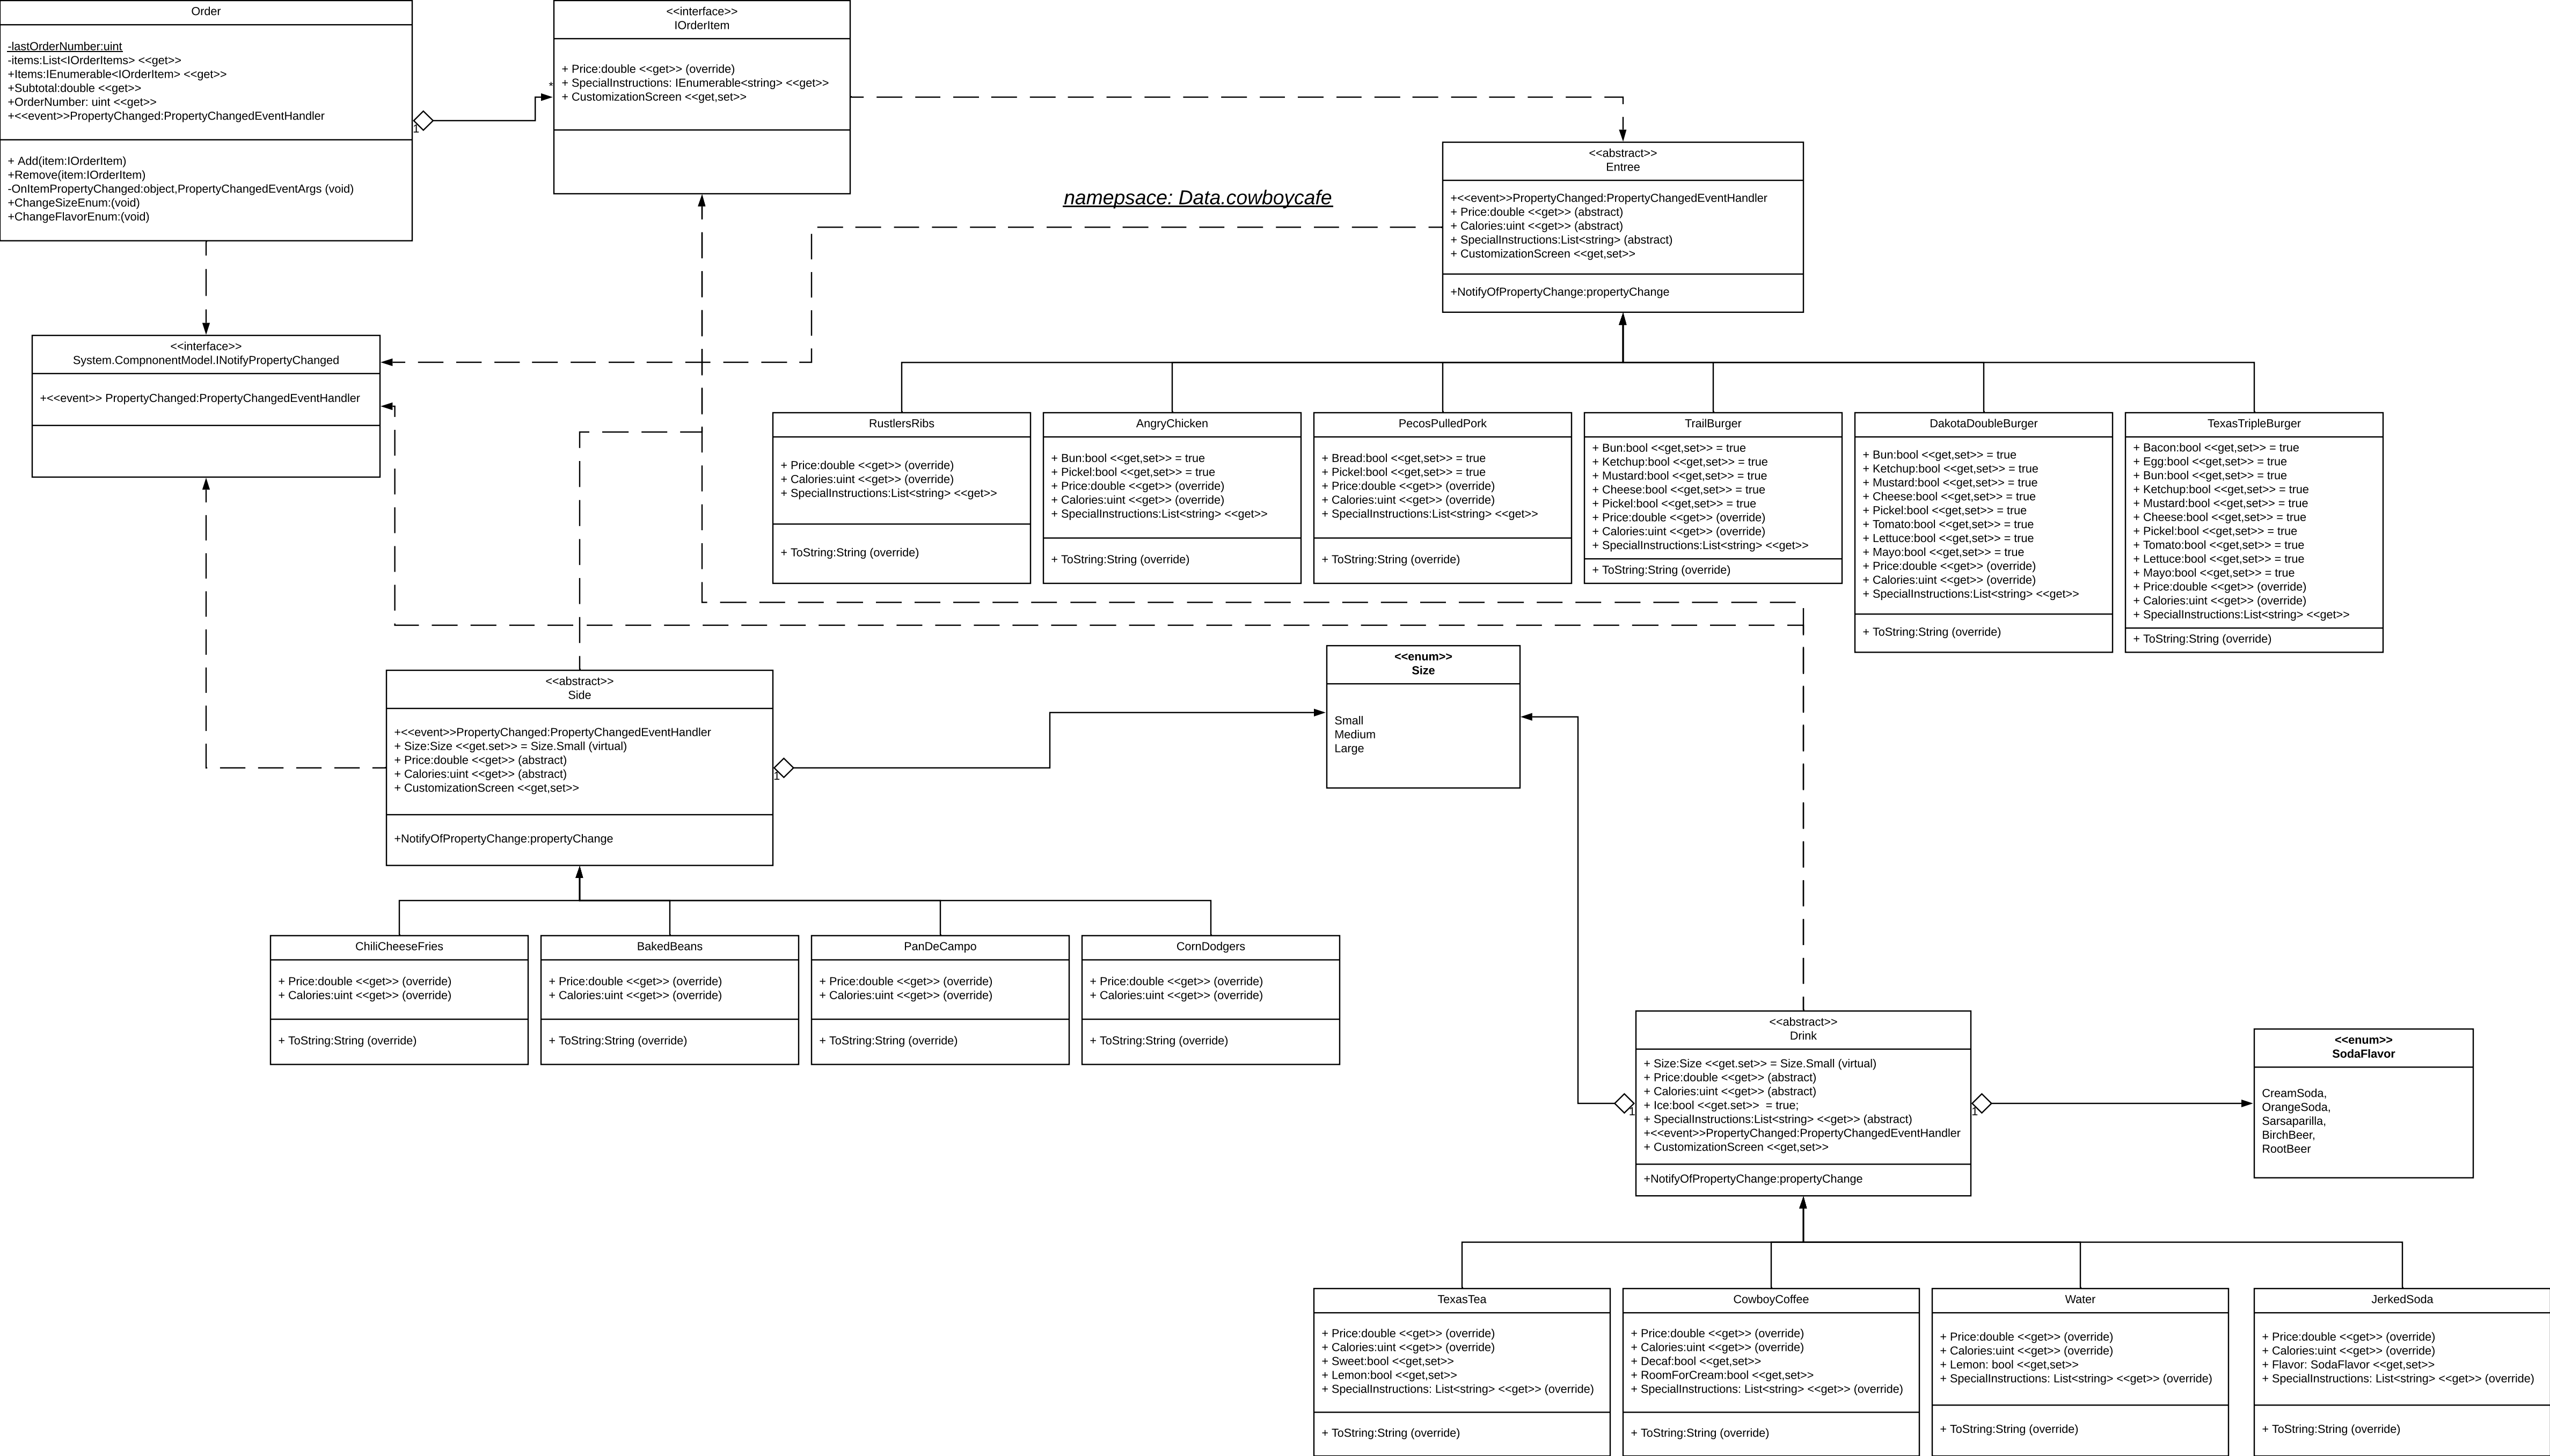 Order
-lastOrderNumber:uint
-items:List<IOrderItems> <<get>>
+Items:IEnumerable<IOrderItem> <<get>>
+Subtotal:double <<get>>
+OrderNumber: uint <<get>>
+<<event>>PropertyChanged:PropertyChangedEventHandler
+ Add(item:IOrderItem)
+Remove(item:IOrderItem)
-OnItemPropertyChanged:object,PropertyChangedEventArgs (void)
+ChangeSizeEnum:(void)
+ChangeFlavorEnum:(void)
1
*
<<interface>>
IOrderItem
+ Price:double <<get>> (override)
+ SpecialInstructions: IEnumerable<string> <<get>>
+ CustomizationScreen <<get,set>>
namepsace: Data.cowboycafe
<<abstract>>
Entree
+<<event>>PropertyChanged:PropertyChangedEventHandler
+ Price:double <<get>> (abstract)
+ Calories:uint <<get>> (abstract)
+ SpecialInstructions:List<string> (abstract)
+ CustomizationScreen <<get,set>>
+NotifyOfPropertyChange:propertyChange
<<interface>>
System.CompnonentModel.INotifyPropertyChanged
+<<event>> PropertyChanged:PropertyChangedEventHandler
RustlersRibs
+ Price:double <<get>> (override)
+ Calories:uint <<get>> (override)
+ SpecialInstructions:List<string> <<get>>
+ ToString:String (override)
AngryChicken
+ Bun:bool <<get,set>> = true
+ Pickel:bool <<get,set>> = true
+ Price:double <<get>> (override)
+ Calories:uint <<get>> (override)
+ SpecialInstructions:List<string> <<get>>
+ ToString:String (override)
PecosPulledPork
+ Bread:bool <<get,set>> = true
+ Pickel:bool <<get,set>> = true
+ Price:double <<get>> (override)
+ Calories:uint <<get>> (override)
+ SpecialInstructions:List<string> <<get>>
+ ToString:String (override)
TrailBurger
+ Bun:bool <<get,set>> = true
+ Ketchup:bool <<get,set>> = true
+ Mustard:bool <<get,set>> = true
+ Cheese:bool <<get,set>> = true
+ Pickel:bool <<get,set>> = true
+ Price:double <<get>> (override)
+ Calories:uint <<get>> (override)
+ SpecialInstructions:List<string> <<get>>
+ ToString:String (override)
DakotaDoubleBurger
+ Bun:bool <<get,set>> = true
+ Ketchup:bool <<get,set>> = true
+ Mustard:bool <<get,set>> = true
+ Cheese:bool <<get,set>> = true
+ Pickel:bool <<get,set>> = true
+ Tomato:bool <<get,set>> = true
+ Lettuce:bool <<get,set>> = true
+ Mayo:bool <<get,set>> = true
+ Price:double <<get>> (override)
+ Calories:uint <<get>> (override)
+ SpecialInstructions:List<string> <<get>>
+ ToString:String (override)
TexasTripleBurger
+ Bacon:bool <<get,set>> = true
+ Egg:bool <<get,set>> = true
+ Bun:bool <<get,set>> = true
+ Ketchup:bool <<get,set>> = true
+ Mustard:bool <<get,set>> = true
+ Cheese:bool <<get,set>> = true
+ Pickel:bool <<get,set>> = true
+ Tomato:bool <<get,set>> = true
+ Lettuce:bool <<get,set>> = true
+ Mayo:bool <<get,set>> = true
+ Price:double <<get>> (override)
+ Calories:uint <<get>> (override)
+ SpecialInstructions:List<string> <<get>>
+ ToString:String (override)
<<abstract>>
Side
+<<event>>PropertyChanged:PropertyChangedEventHandler
+ Size:Size <<get.set>> = Size.Small (virtual)
+ Price:double <<get>> (abstract)
+ Calories:uint <<get>> (abstract)
+ CustomizationScreen <<get,set>>
+NotifyOfPropertyChange:propertyChange
1
<<enum>>
Size
Small
Medium
Large
ChiliCheeseFries
+ Price:double <<get>> (override)
+ Calories:uint <<get>> (override)
+ ToString:String (override)
BakedBeans
+ Price:double <<get>> (override)
+ Calories:uint <<get>> (override)
+ ToString:String (override)
PanDeCampo
+ Price:double <<get>> (override)
+ Calories:uint <<get>> (override)
+ ToString:String (override)
CornDodgers
+ Price:double <<get>> (override)
+ Calories:uint <<get>> (override)
+ ToString:String (override)
1
<<abstract>>
Drink
+ Size:Size <<get.set>> = Size.Small (virtual)
+ Price:double <<get>> (abstract)
+ Calories:uint <<get>> (abstract)
+ Ice:bool <<get.set>>  = true;
+ SpecialInstructions:List<string> <<get>> (abstract)
+<<event>>PropertyChanged:PropertyChangedEventHandler
+ CustomizationScreen <<get,set>>
+NotifyOfPropertyChange:propertyChange
1
<<enum>>
SodaFlavor
CreamSoda,
OrangeSoda,
Sarsaparilla,
BirchBeer,
RootBeer
TexasTea
+ Price:double <<get>> (override)
+ Calories:uint <<get>> (override)
+ Sweet:bool <<get,set>>
+ Lemon:bool <<get,set>>
+ SpecialInstructions: List<string> <<get>> (override)
+ ToString:String (override)
CowboyCoffee
+ Price:double <<get>> (override)
+ Calories:uint <<get>> (override)
+ Decaf:bool <<get,set>>
+ RoomForCream:bool <<get,set>>
+ SpecialInstructions: List<string> <<get>> (override)
+ ToString:String (override)
Water
+ Price:double <<get>> (override)
+ Calories:uint <<get>> (override)
+ Lemon: bool <<get,set>>
+ SpecialInstructions: List<string> <<get>> (override)
+ ToString:String (override)
JerkedSoda
+ Price:double <<get>> (override)
+ Calories:uint <<get>> (override)
+ Flavor: SodaFlavor <<get,set>>
+ SpecialInstructions: List<string> <<get>> (override)
+ ToString:String (override)